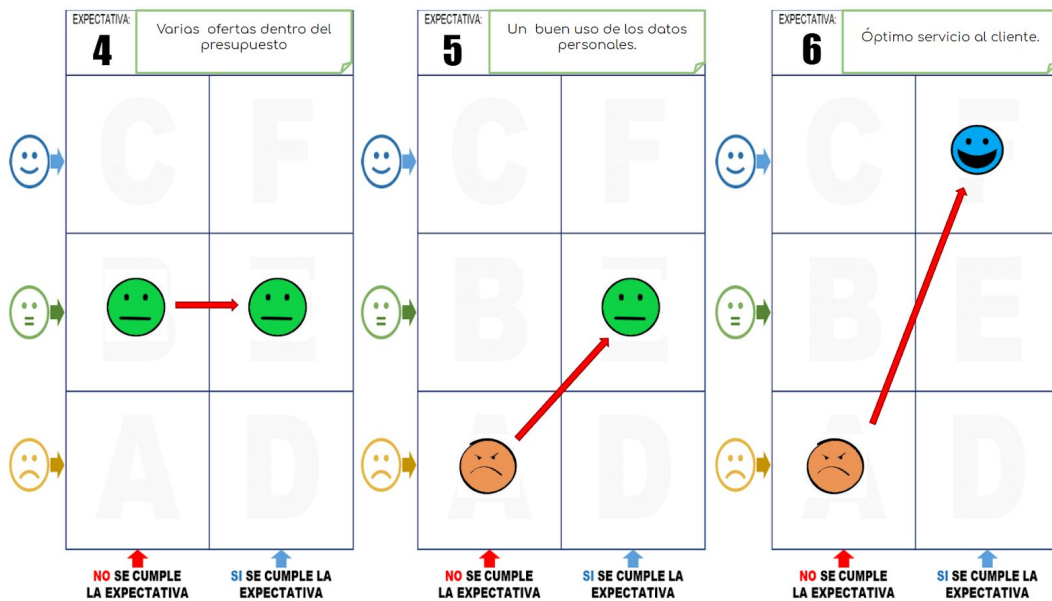 EXPECTATIVA:
4
Varias ofertas dentro del
presupuesto
C F
B E
A D
NO SE CUMPLE
LA EXPECTATIVA
SI SE CUMPLE LA
EXPECTATIVA
EXPECTATIVA:
5
Un buen uso de los datos
personales.
C F
B E
A D
NO SE CUMPLE
LA EXPECTATIVA
SI SE CUMPLE LA
EXPECTATIVA
EXPECTATIVA:
6
Óptimo servicio al cliente.
C F
B E
A D
NO SE CUMPLE
LA EXPECTATIVA
SI SE CUMPLE LA
EXPECTATIVA